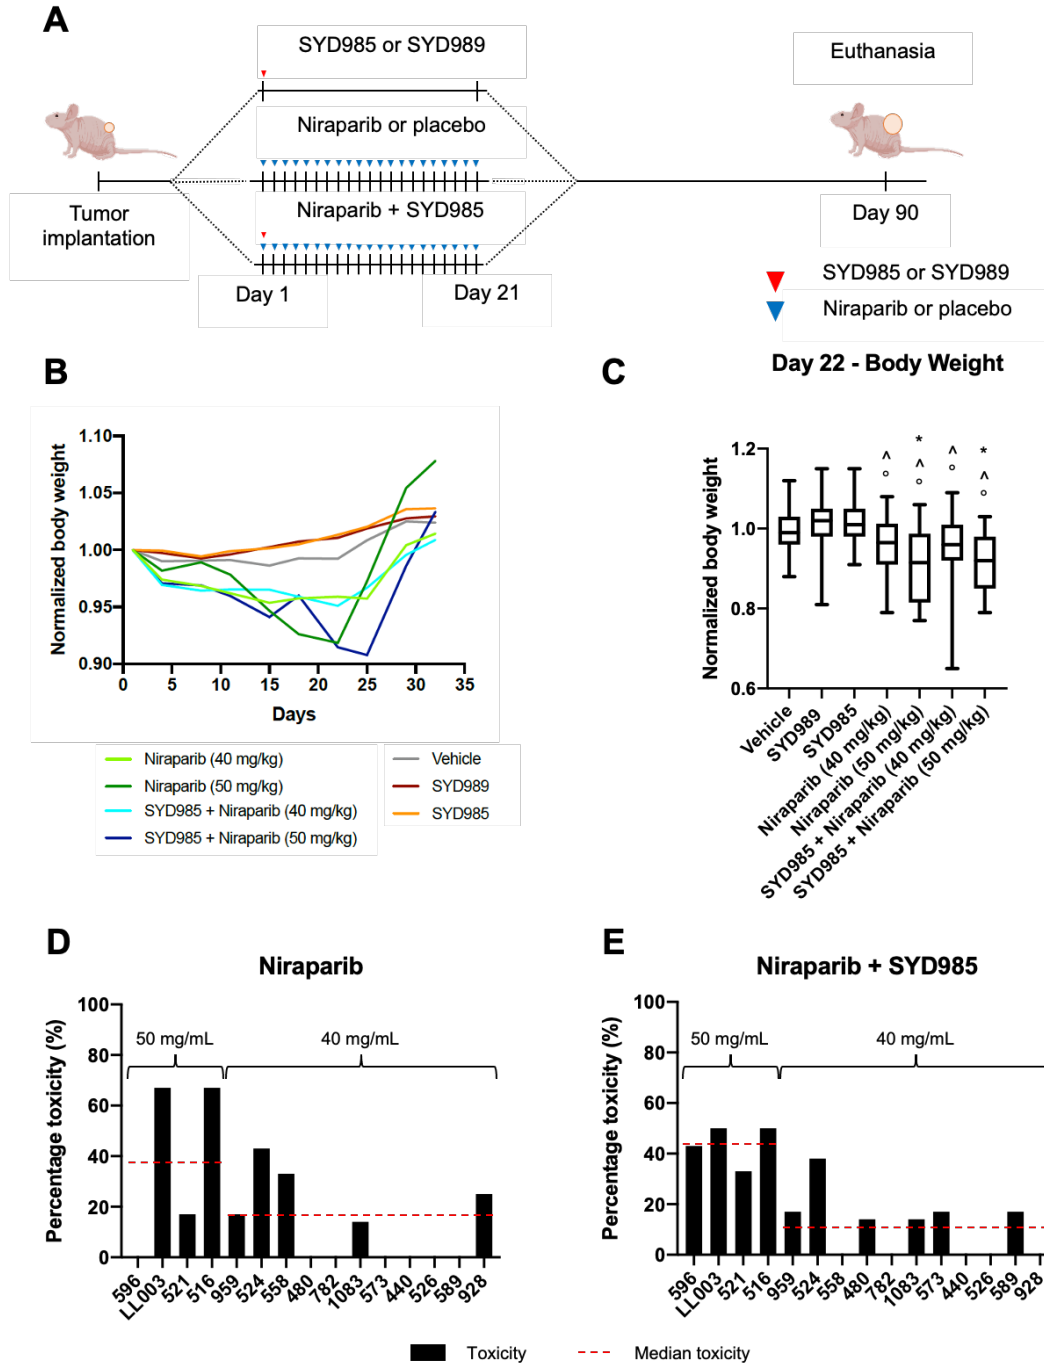 A
SYD985 or SYD989
Niraparib or placebo
Niraparib + SYD985
Tumor
implantation
Day 1
Day 21
Euthanasia
Day 90
SYD985 or SYD989
Niraparib or placebo
B
Normalized body weight
1.10
1.05
1.00
0.95
0.90
0
5
10
15
20
25
30
35
Days
Niraparib (40 mg/kg)
Niraparib (50 mg/kg)
SYD985 + Niraparib (40 mg/kg)
SYD985 + Niraparib (50 mg/kg)
Vehicle
SYD989
SYD985
C
Day 22 - Body Weight
Normalized body weight
1.2
1.0
0.8
0.6
^
°
*
^
°
^
°
*
^
°
Vehicle
SYD989
SYD985
Niraparib (40 mg/kg)
Niraparib (50 mg/kg)
SYD985 + Niraparib (40 mg/kg)
SYD985 + Niraparib (50 mg/kg)
D
Niraparib
Percentage toxicity (%)
100
80
60
40
20
0
50 mg/mL
40 mg/mL
596
LL003
521
516
959
524
558
480
782
1083
573
440
526
589
928
E
Niraparib + SYD985
Percentage toxicity (%)
100
80
60
40
20
0
50 mg/mL
40 mg/mL
596
LL003
521
516
959
524
558
480
782
1083
573
440
526
589
928
Toxicity
Median toxicity